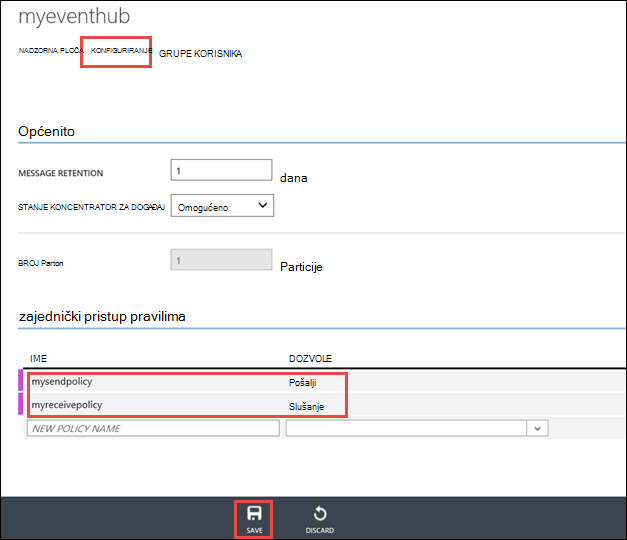 myeventhub
NADZORNA PLOČA KONFIGURIRANJE GRUPE KORISNIKA
Općenito
MESSAGE RETENTION 1 dana
STANJE KONCENTRATOR ZA DOGAĐAJ Omogućeno
BROJ Parton 1 Particije
zajednički pristup pravilima
IME DOZVOLE
mysendpolicy Pošalji
myreceivepolicy Slušanje
NEW POLICY NAME
SAVE DISCARD